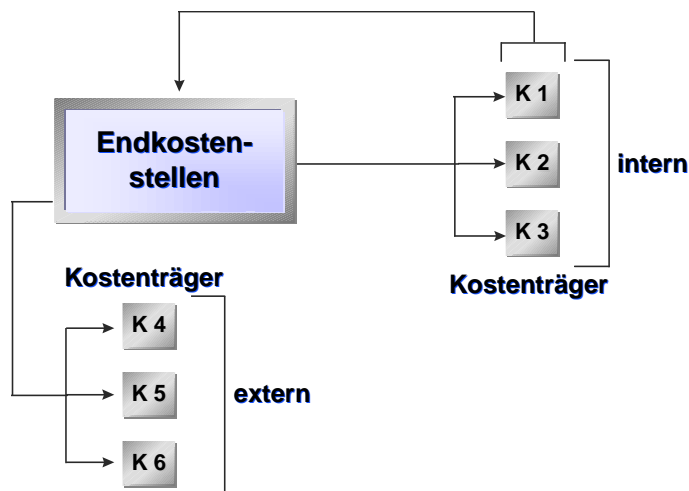 Endkosten-
stellen
K 1
K 2
K 3
intern
Kostenträger
Kostenträger
K 4
K 5
K 6
extern